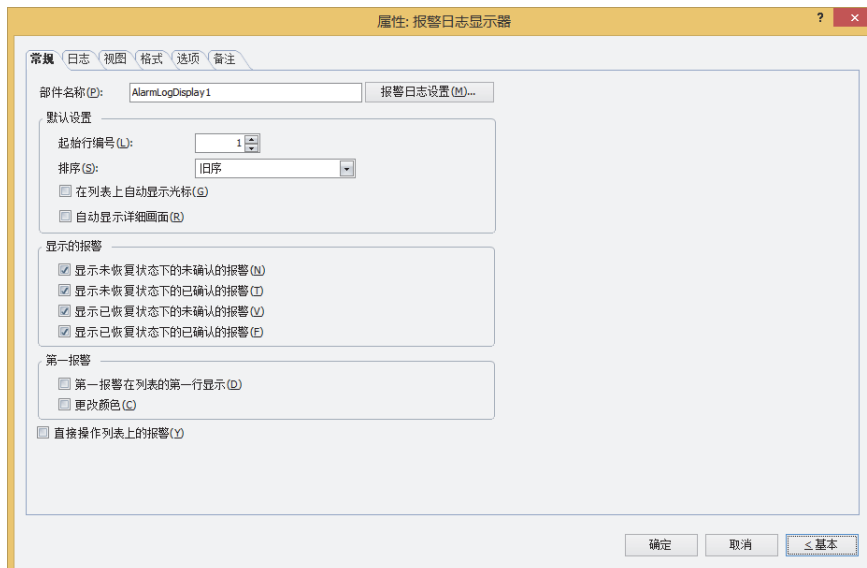 属性: 报警日志显示器
?
×
常规 日志 视图 格式 选项 备注
部件名称(P): AlarmLogDisplay1 报警日志设置(M)...
默认设置
起始行编号(L): 1
排序(S): 旧序
在列表上自动显示光标(G)
自动显示详细画面(R)
显示的报警
显示未恢复状态下的未确认的报警(N)
显示未恢复状态下的已确认的报警(T)
显示已恢复状态下的未确认的报警(V)
显示已恢复状态下的已确认的报警(F)
第一报警
第一报警在列表的第一行显示(D)
更改颜色(C)
直接操作列表上的报警(Y)
确定 取消 <基本